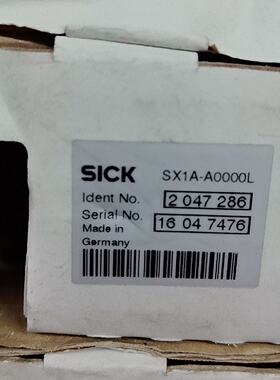 SICK SX1A-A0000L
Ident No. 2 047 286
Serial No. 16 04 7476
Made in
Germany